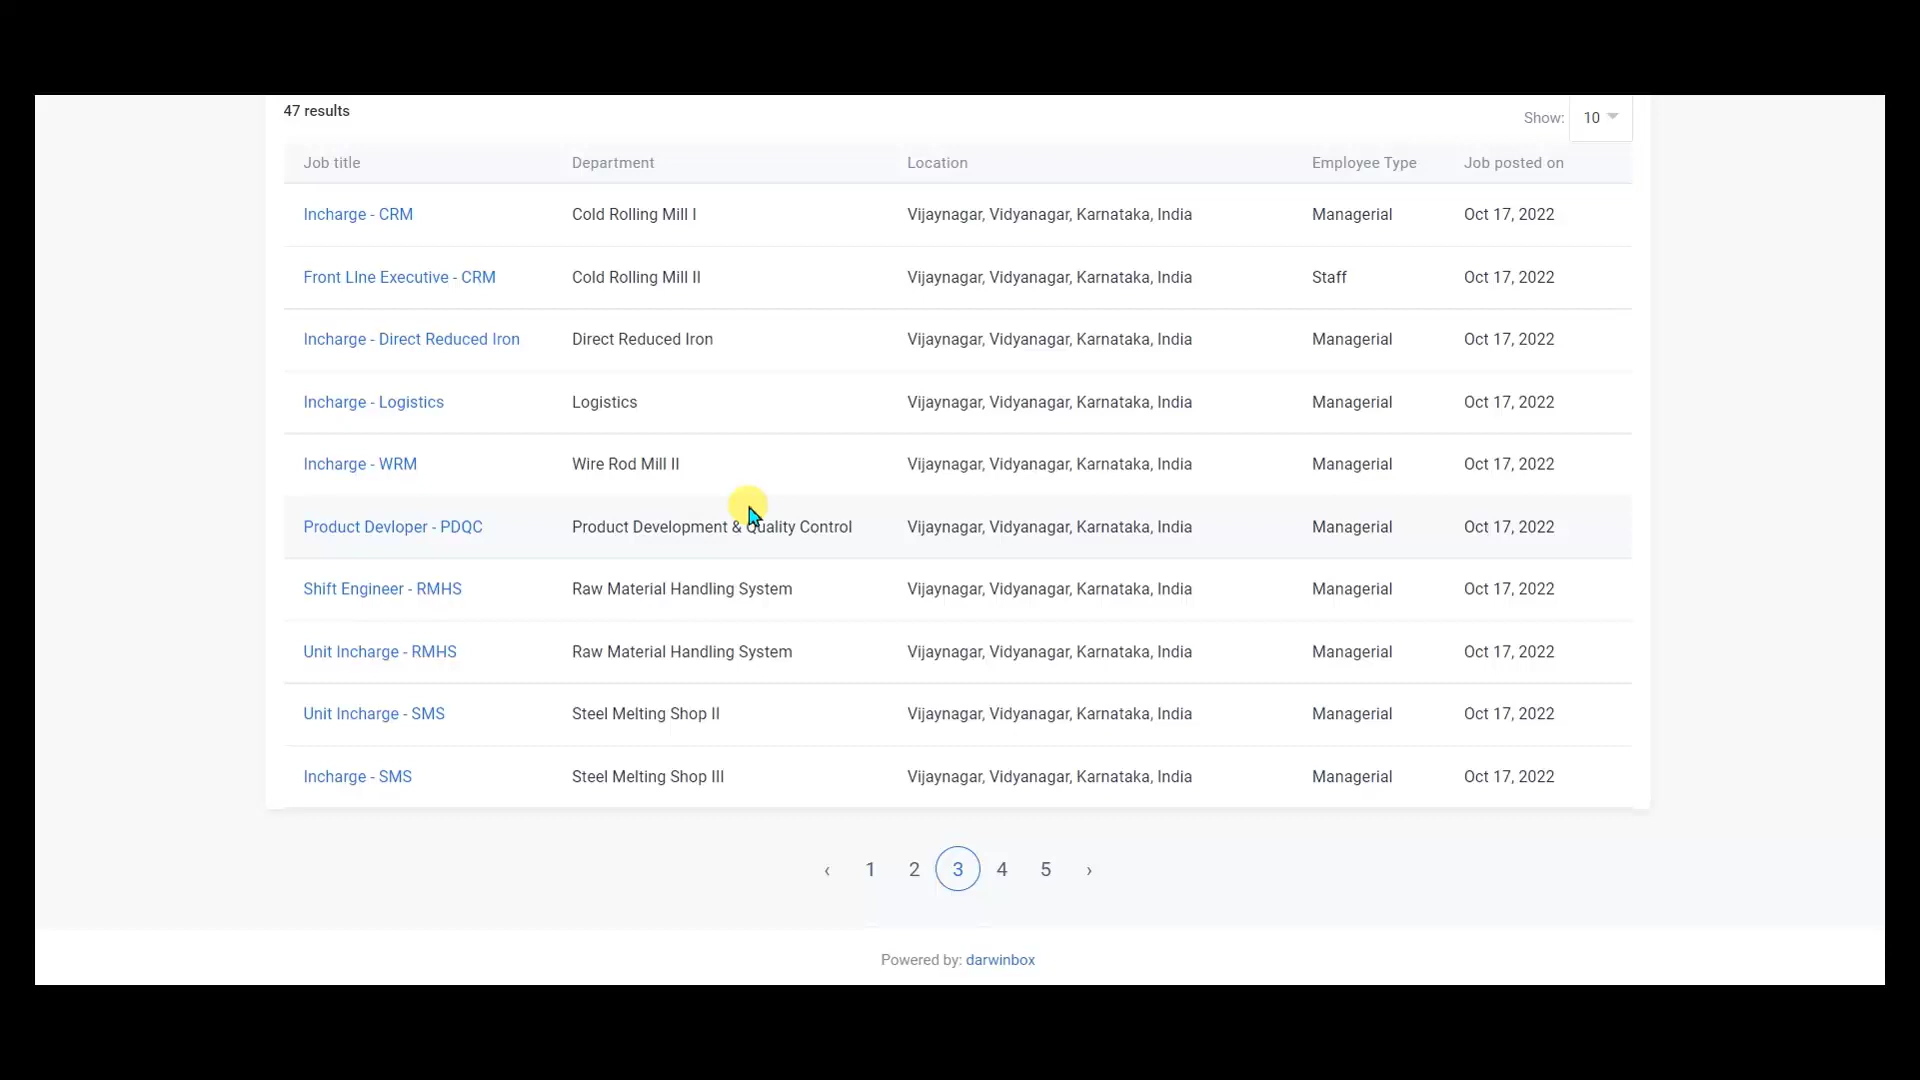 47 results
Show: 10
Job title Department Location Employee Type Job posted on
Incharge - CRM Cold Rolling Mill I Vijaynagar, Vidyanagar, Karnataka, India Managerial Oct 17, 2022
Front LIne Executive - CRM Cold Rolling Mill II Vijaynagar, Vidyanagar, Karnataka, India Staff Oct 17, 2022
Incharge - Direct Reduced Iron Direct Reduced Iron Vijaynagar, Vidyanagar, Karnataka, India Managerial Oct 17, 2022
Incharge - Logistics Logistics Vijaynagar, Vidyanagar, Karnataka, India Managerial Oct 17, 2022
Incharge - WRM Wire Rod Mill II Vijaynagar, Vidyanagar, Karnataka, India Managerial Oct 17, 2022
Product Devloper - PDQC Product Development & Quality Control Vijaynagar, Vidyanagar, Karnataka, India Managerial Oct 17, 2022
Shift Engineer - RMHS Raw Material Handling System Vijaynagar, Vidyanagar, Karnataka, India Managerial Oct 17, 2022
Unit Incharge - RMHS Raw Material Handling System Vijaynagar, Vidyanagar, Karnataka, India Managerial Oct 17, 2022
Unit Incharge - SMS Steel Melting Shop II Vijaynagar, Vidyanagar, Karnataka, India Managerial Oct 17, 2022
Incharge - SMS Steel Melting Shop III Vijaynagar, Vidyanagar, Karnataka, India Managerial Oct 17, 2022
‹ 1 2 3 4 5 ›
Powered by: darwinbox